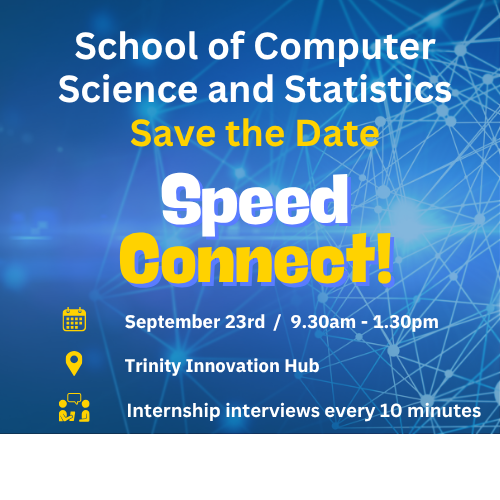 School of Computer
Science and Statistics
Save the Date
Speed
Connect!
September 23rd / 9.30am - 1.30pm
Trinity Innovation Hub
Internship interviews every 10 minutes